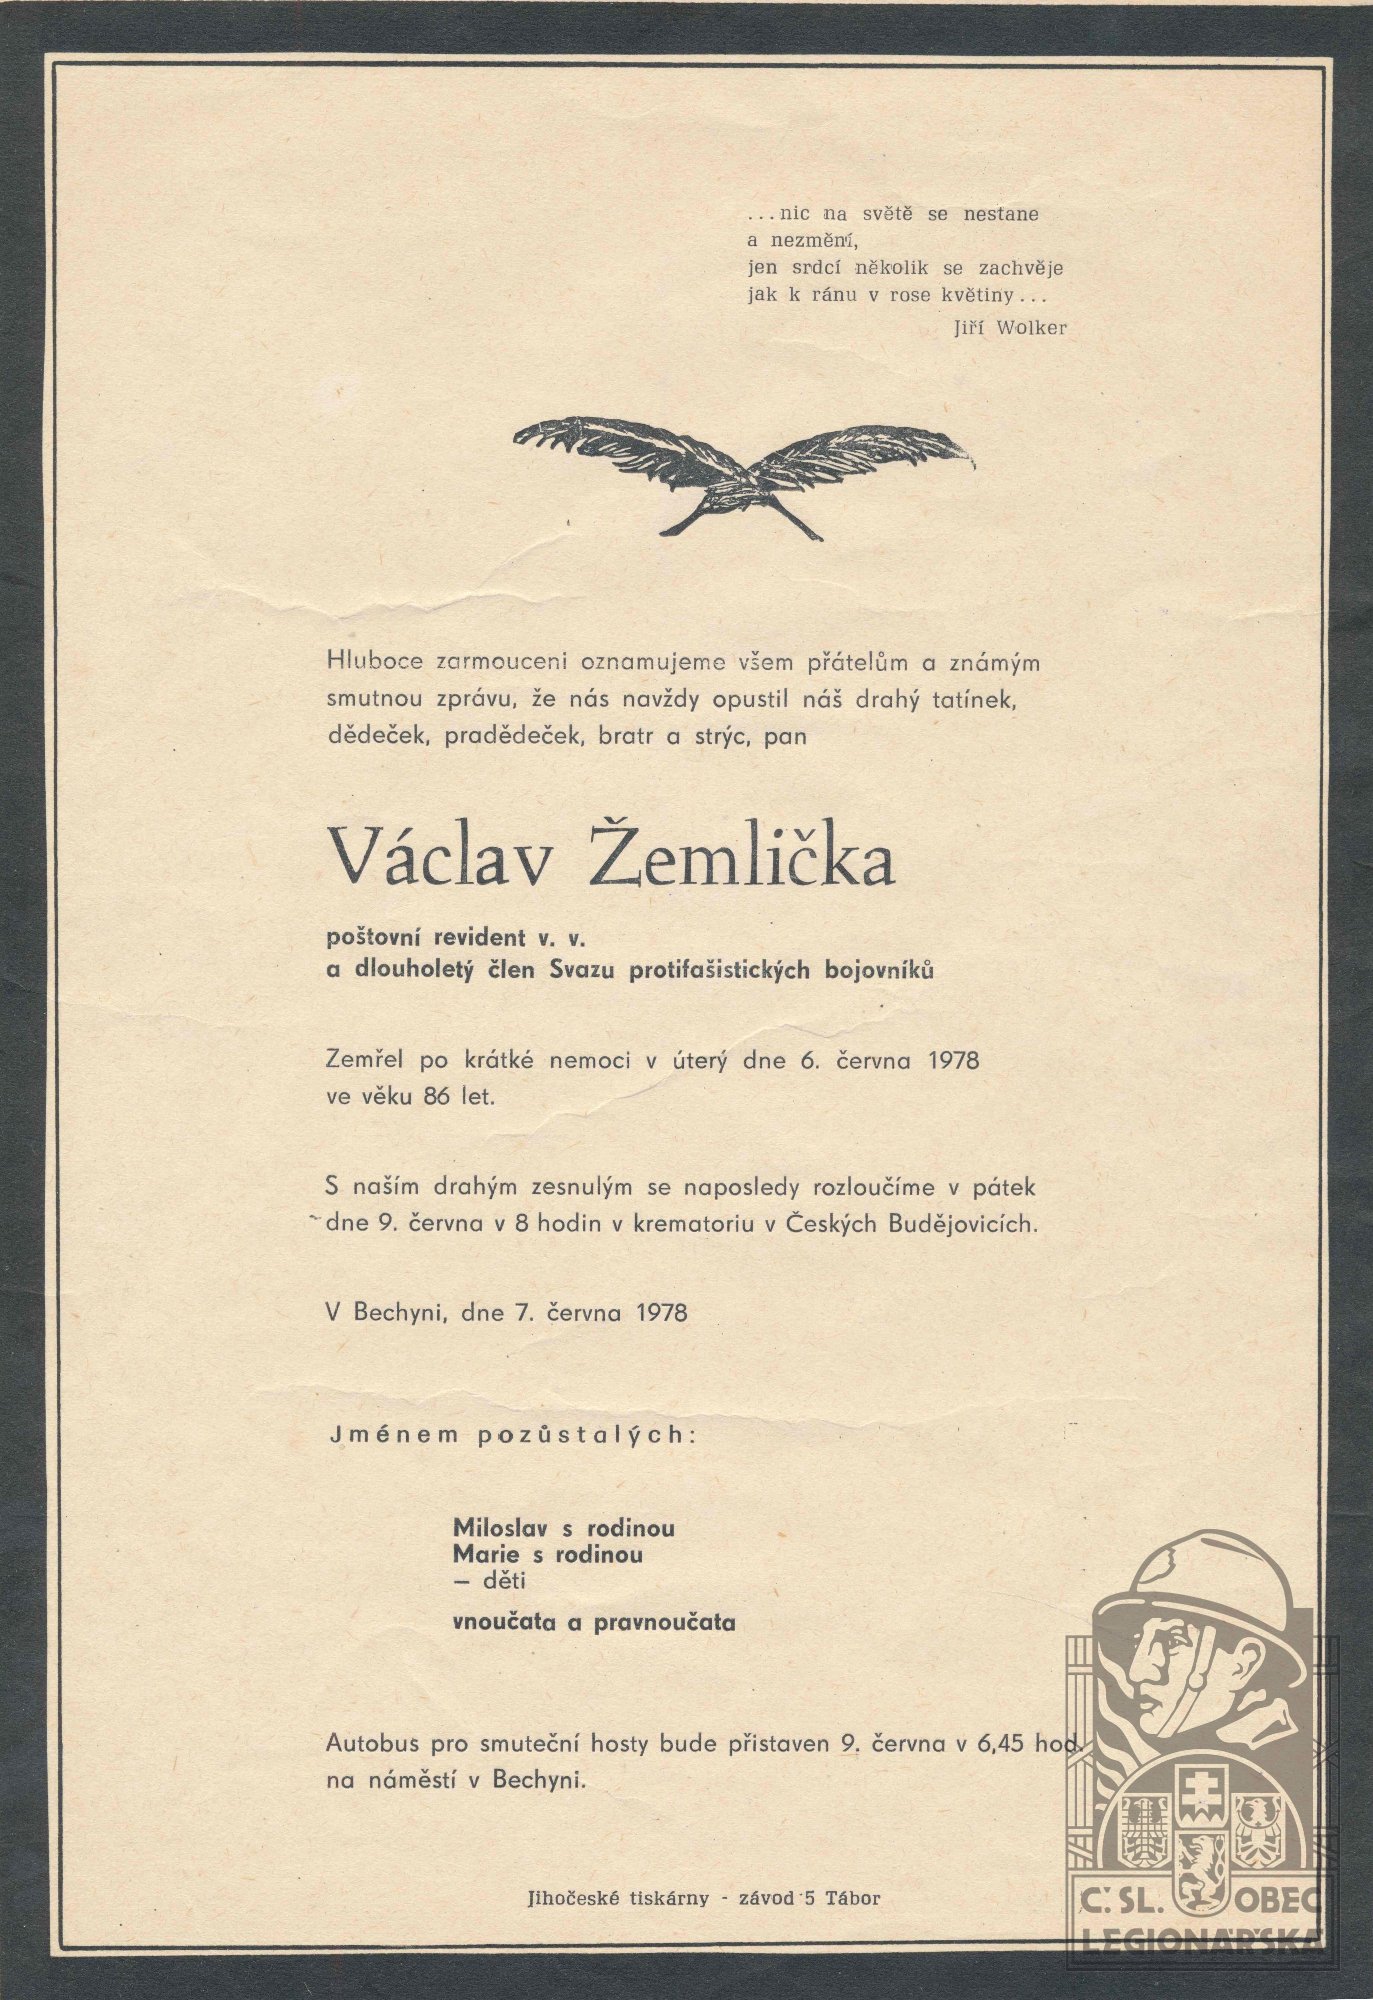 ...nic na světě se nestane
a nezmění,
jen srdcí několik se zachvěje
jak k ránu v rose květiny...
Jiří Wolker
Hluboce zarmouceni oznamujeme všem přátelům a známým
smutnou zprávu, že nás navždy opustil náš drahý tatínek,
dědeček, pradědeček, bratr a strýc, pan
Václav Žemlička
poštovní revident v. v.
a dlouholetý člen Svazu protifašistických bojovníků
Zemřel po krátké nemoci v úterý dne 6. června 1978
ve věku 86 let.
S naším drahým zesnulým se naposledy rozloučíme v pátek
dne 9. června v 8 hodin v krematoriu v Českých Budějovicích.
V Bechyni, dne 7. června 1978
Jménem pozůstalých:
Miloslav s rodinou
Marie s rodinou
– děti
vnoučata a pravnoučata
Autobus pro smuteční hosty bude přistaven 9. června v 6,45 hod.
na náměstí v Bechyni.
Jihočeské tiskárny - závod 5 Tábor
Č.SL. OBEC
LEGIONÁŘSKÁ